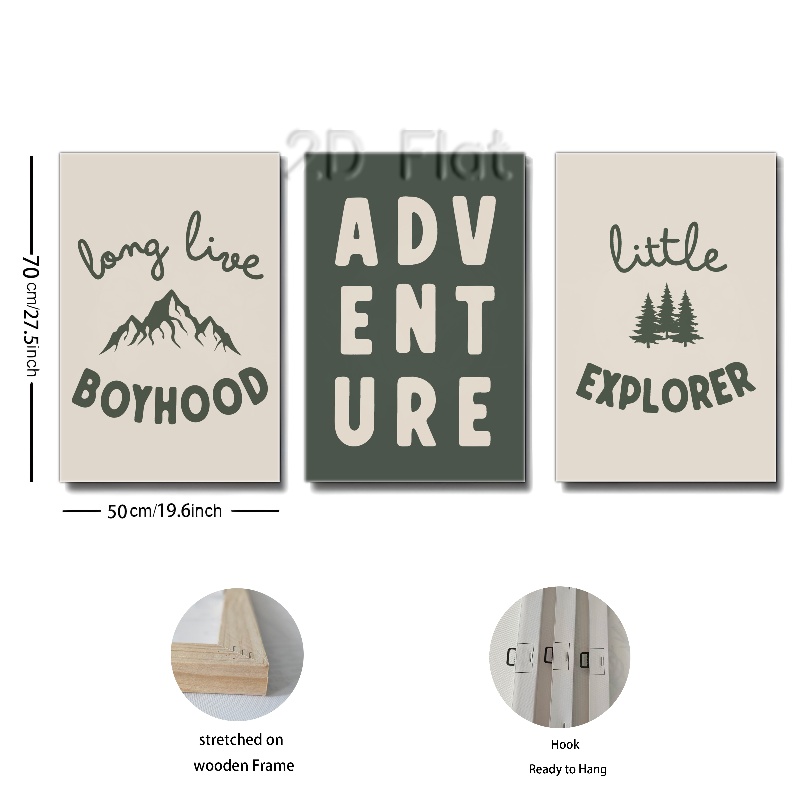 2D Flat
long live
BOYHOOD
ADV
ENT
URE
little
EXPLORER
70cm/27.5inch
50cm/19.6inch
stretched on
wooden Frame
Hook
Ready to Hang